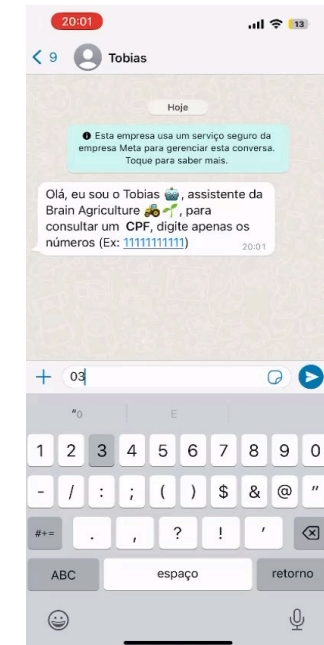 20:01
13
9
Tobias
Hoje
Esta empresa usa um serviço seguro da
empresa Meta para gerenciar esta conversa.
Toque para saber mais.
Olá, eu sou o Tobias 🤖, assistente da
Brain Agriculture 🚜🌱, para
consultar um CPF, digite apenas os
números (Ex: 11111111111)
20:01
03
"0 E
1 2 3 4 5 6 7 8 9 0
- / : ; ( ) $ & @ "
#+= . , ? ! '
ABC espaço retorno